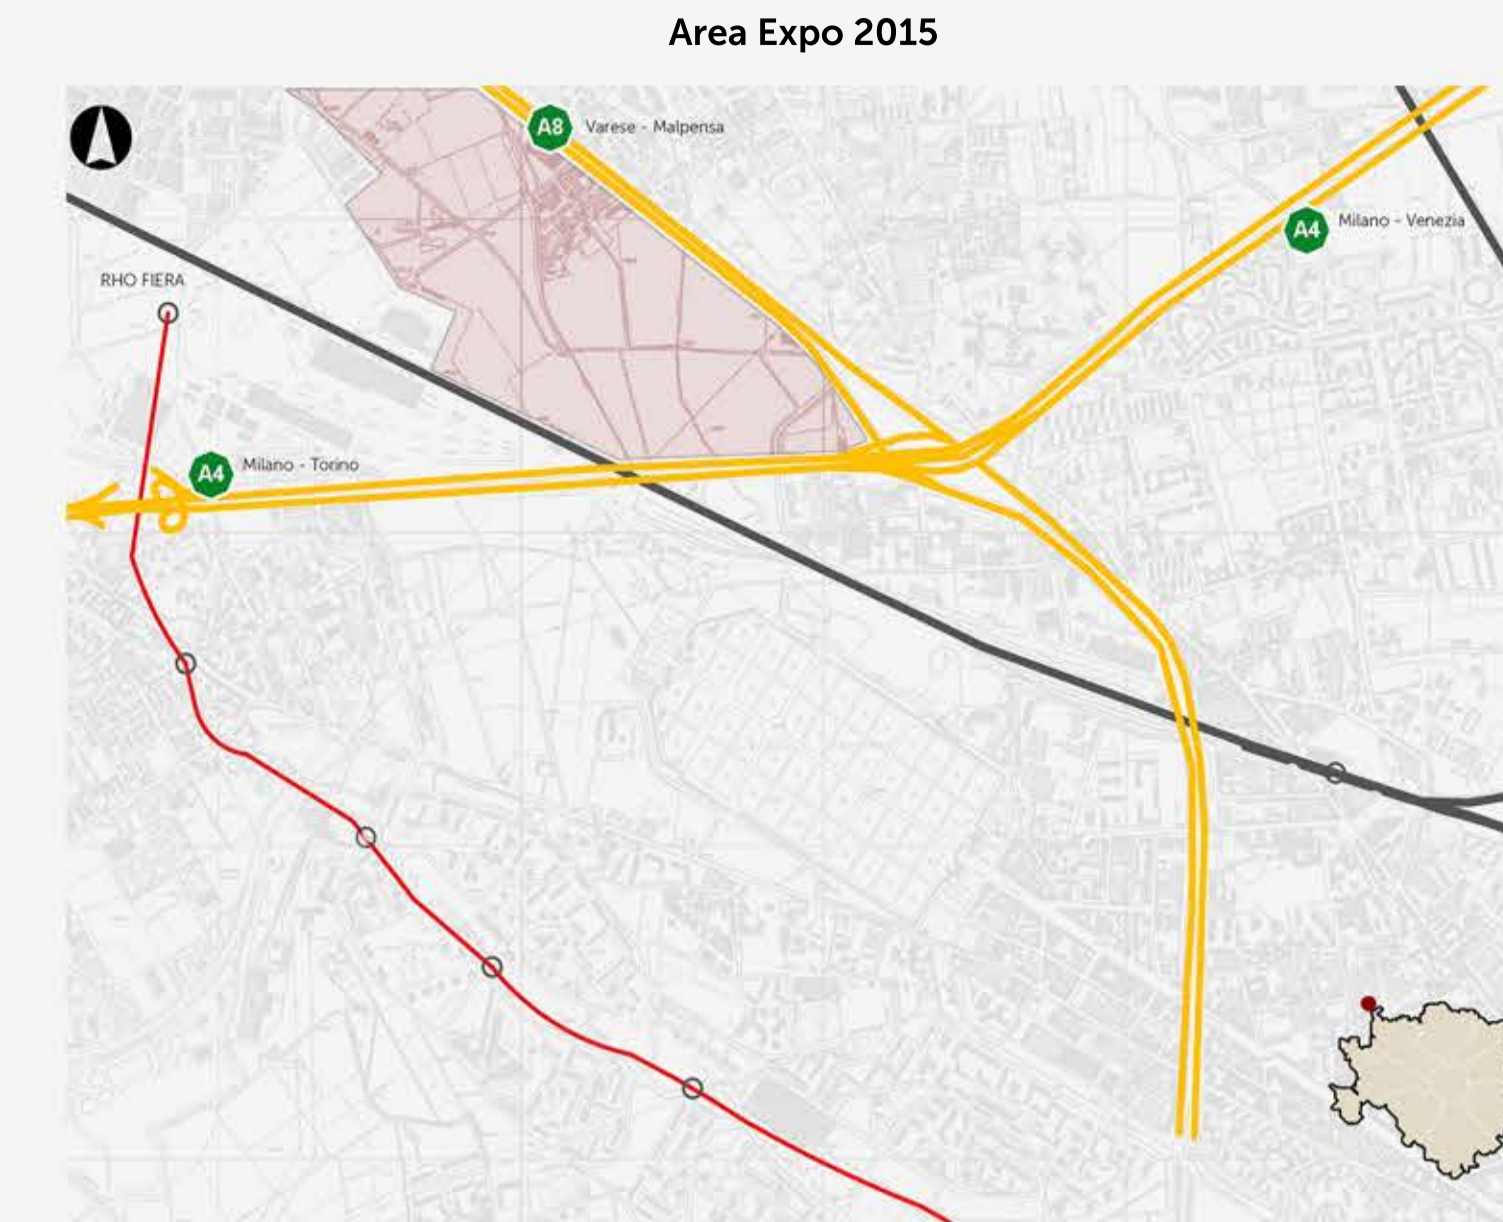 Area Expo 2015
A8 Varese - Malpensa
A4 Milano - Venezia
RHO FIERA
A4 Milano - Torino